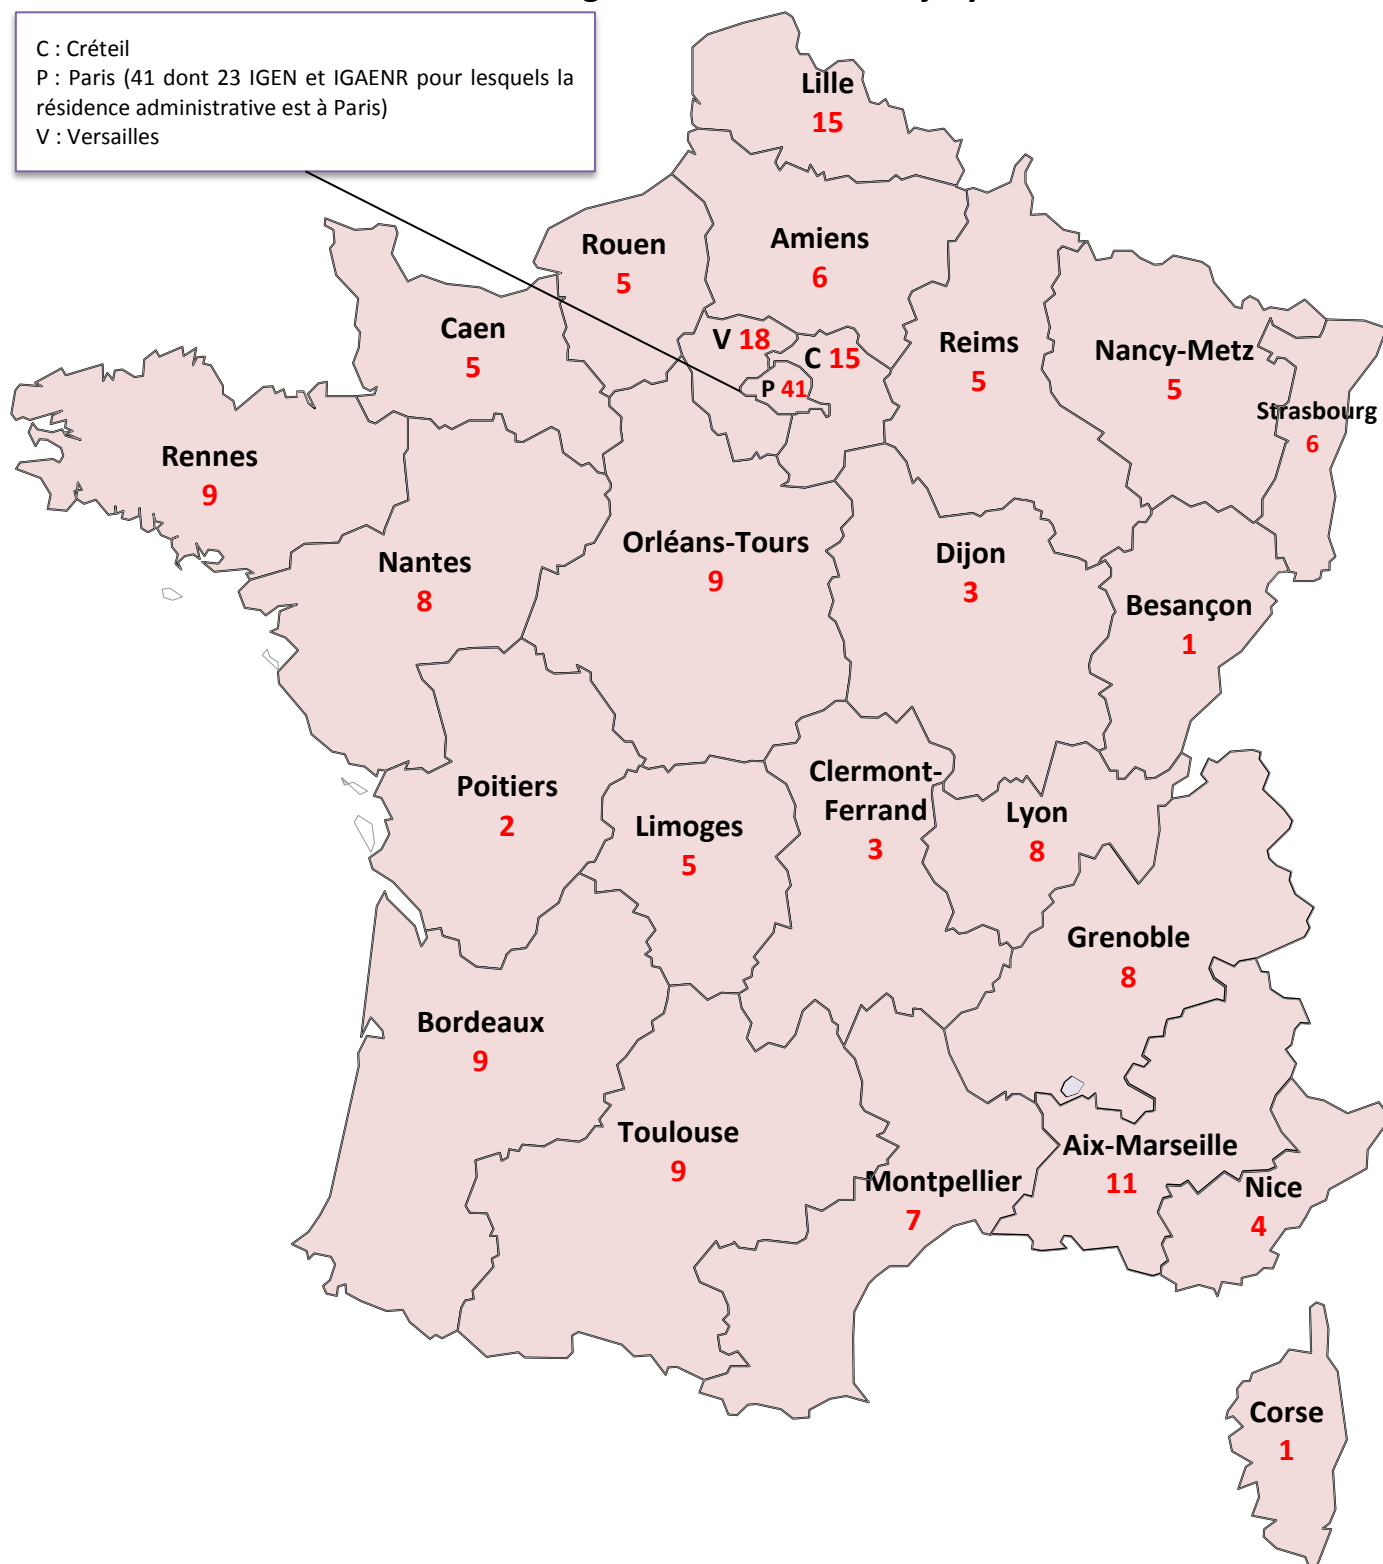 C : Créteil
P : Paris (41 dont 23 IGEN et IGAENR pour lesquels la
résidence administrative est à Paris)
V : Versailles
Lille
15
Rouen
5
Amiens
6
Caen
5
V 18
C 15
P 41
Reims
5
Nancy-Metz
5
Strasbourg
6
Rennes
9
Nantes
8
Orléans-Tours
9
Dijon
3
Besançon
1
Poitiers
2
Limoges
5
Clermont-
Ferrand
3
Lyon
8
Grenoble
8
Bordeaux
9
Toulouse
9
Montpellier
7
Aix-Marseille
11
Nice
4
Corse
1